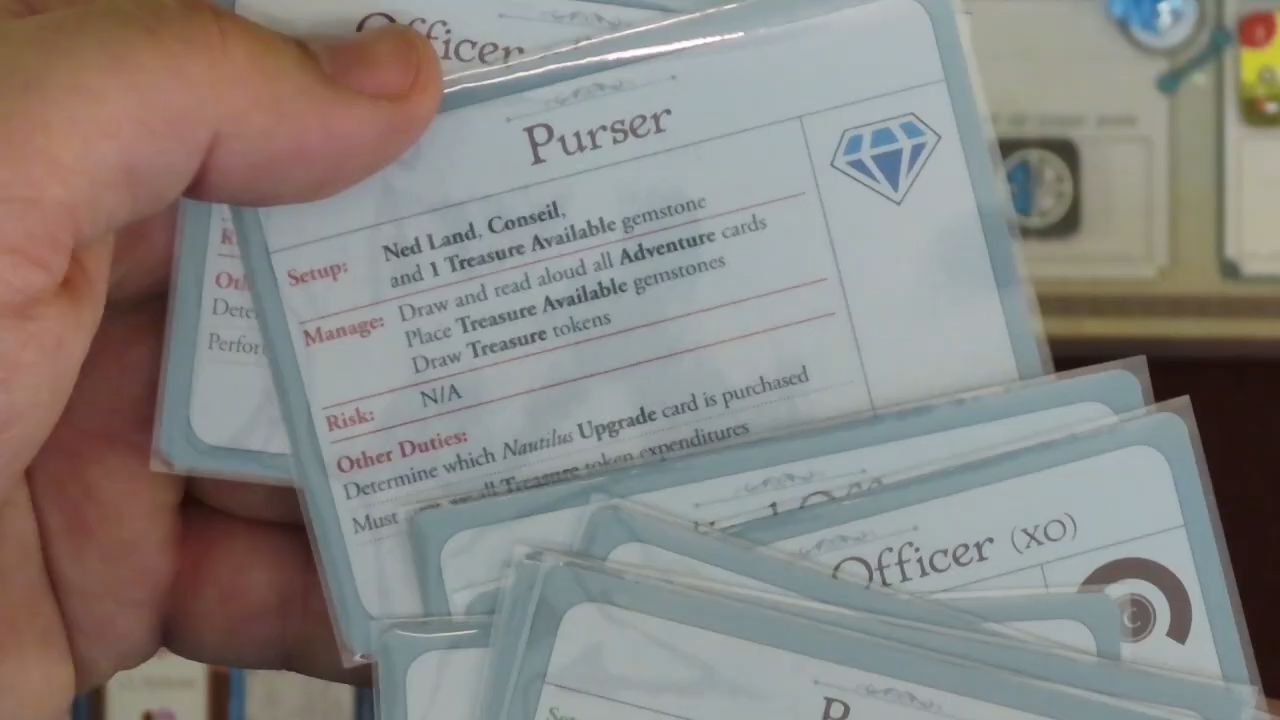 Officer
Purser
Setup: Ned Land, Conseil,
and 1 Treasure Available gemstone
Manage: Draw and read aloud all Adventure cards
Place Treasure Available gemstones
Draw Treasure tokens
Risk: N/A
Other Duties:
Determine which Nautilus Upgrade card is purchased
Must all Treasure token expenditures
Officer (XO)
C